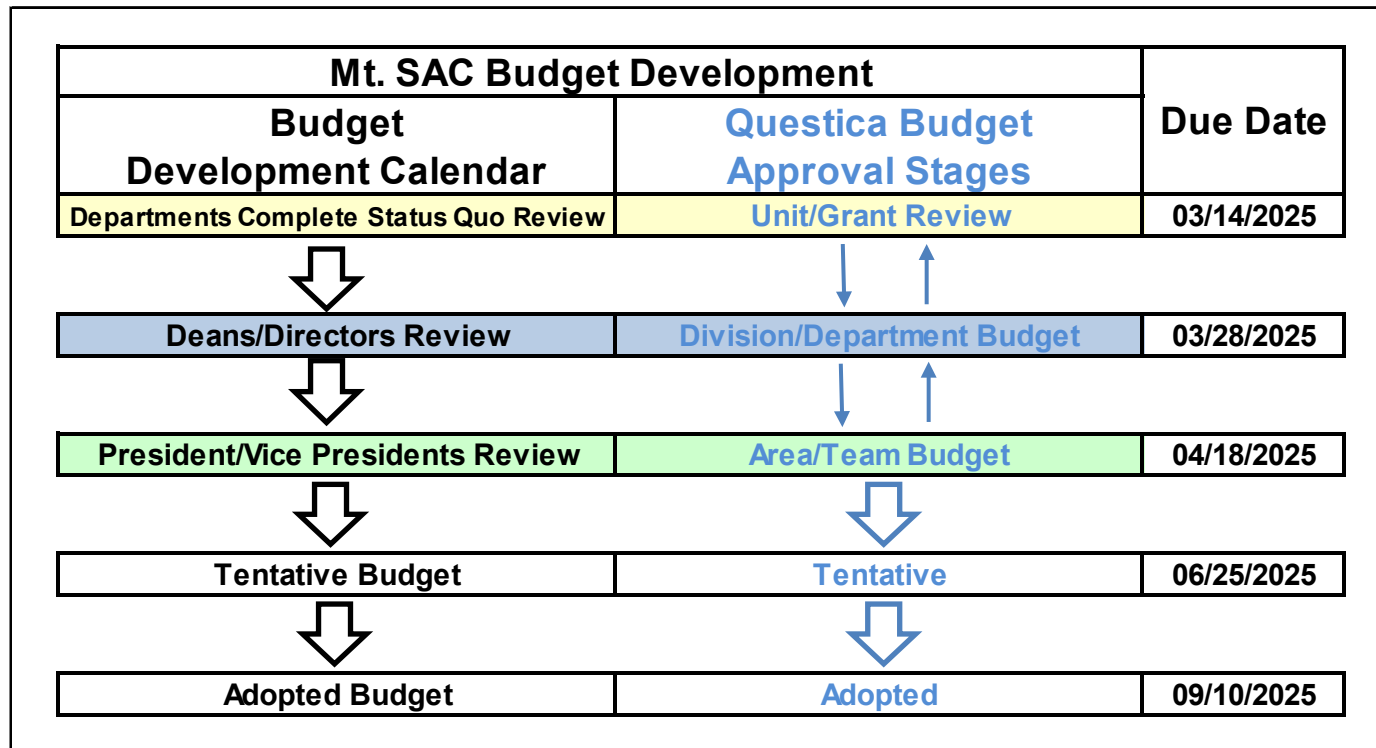 Mt. SAC Budget Development
Budget
Development Calendar
Questica Budget
Approval Stages
Due Date
Departments Complete Status Quo Review
Unit/Grant Review
03/14/2025
Deans/Directors Review
Division/Department Budget
03/28/2025
President/Vice Presidents Review
Area/Team Budget
04/18/2025
Tentative Budget
Tentative
06/25/2025
Adopted Budget
Adopted
09/10/2025